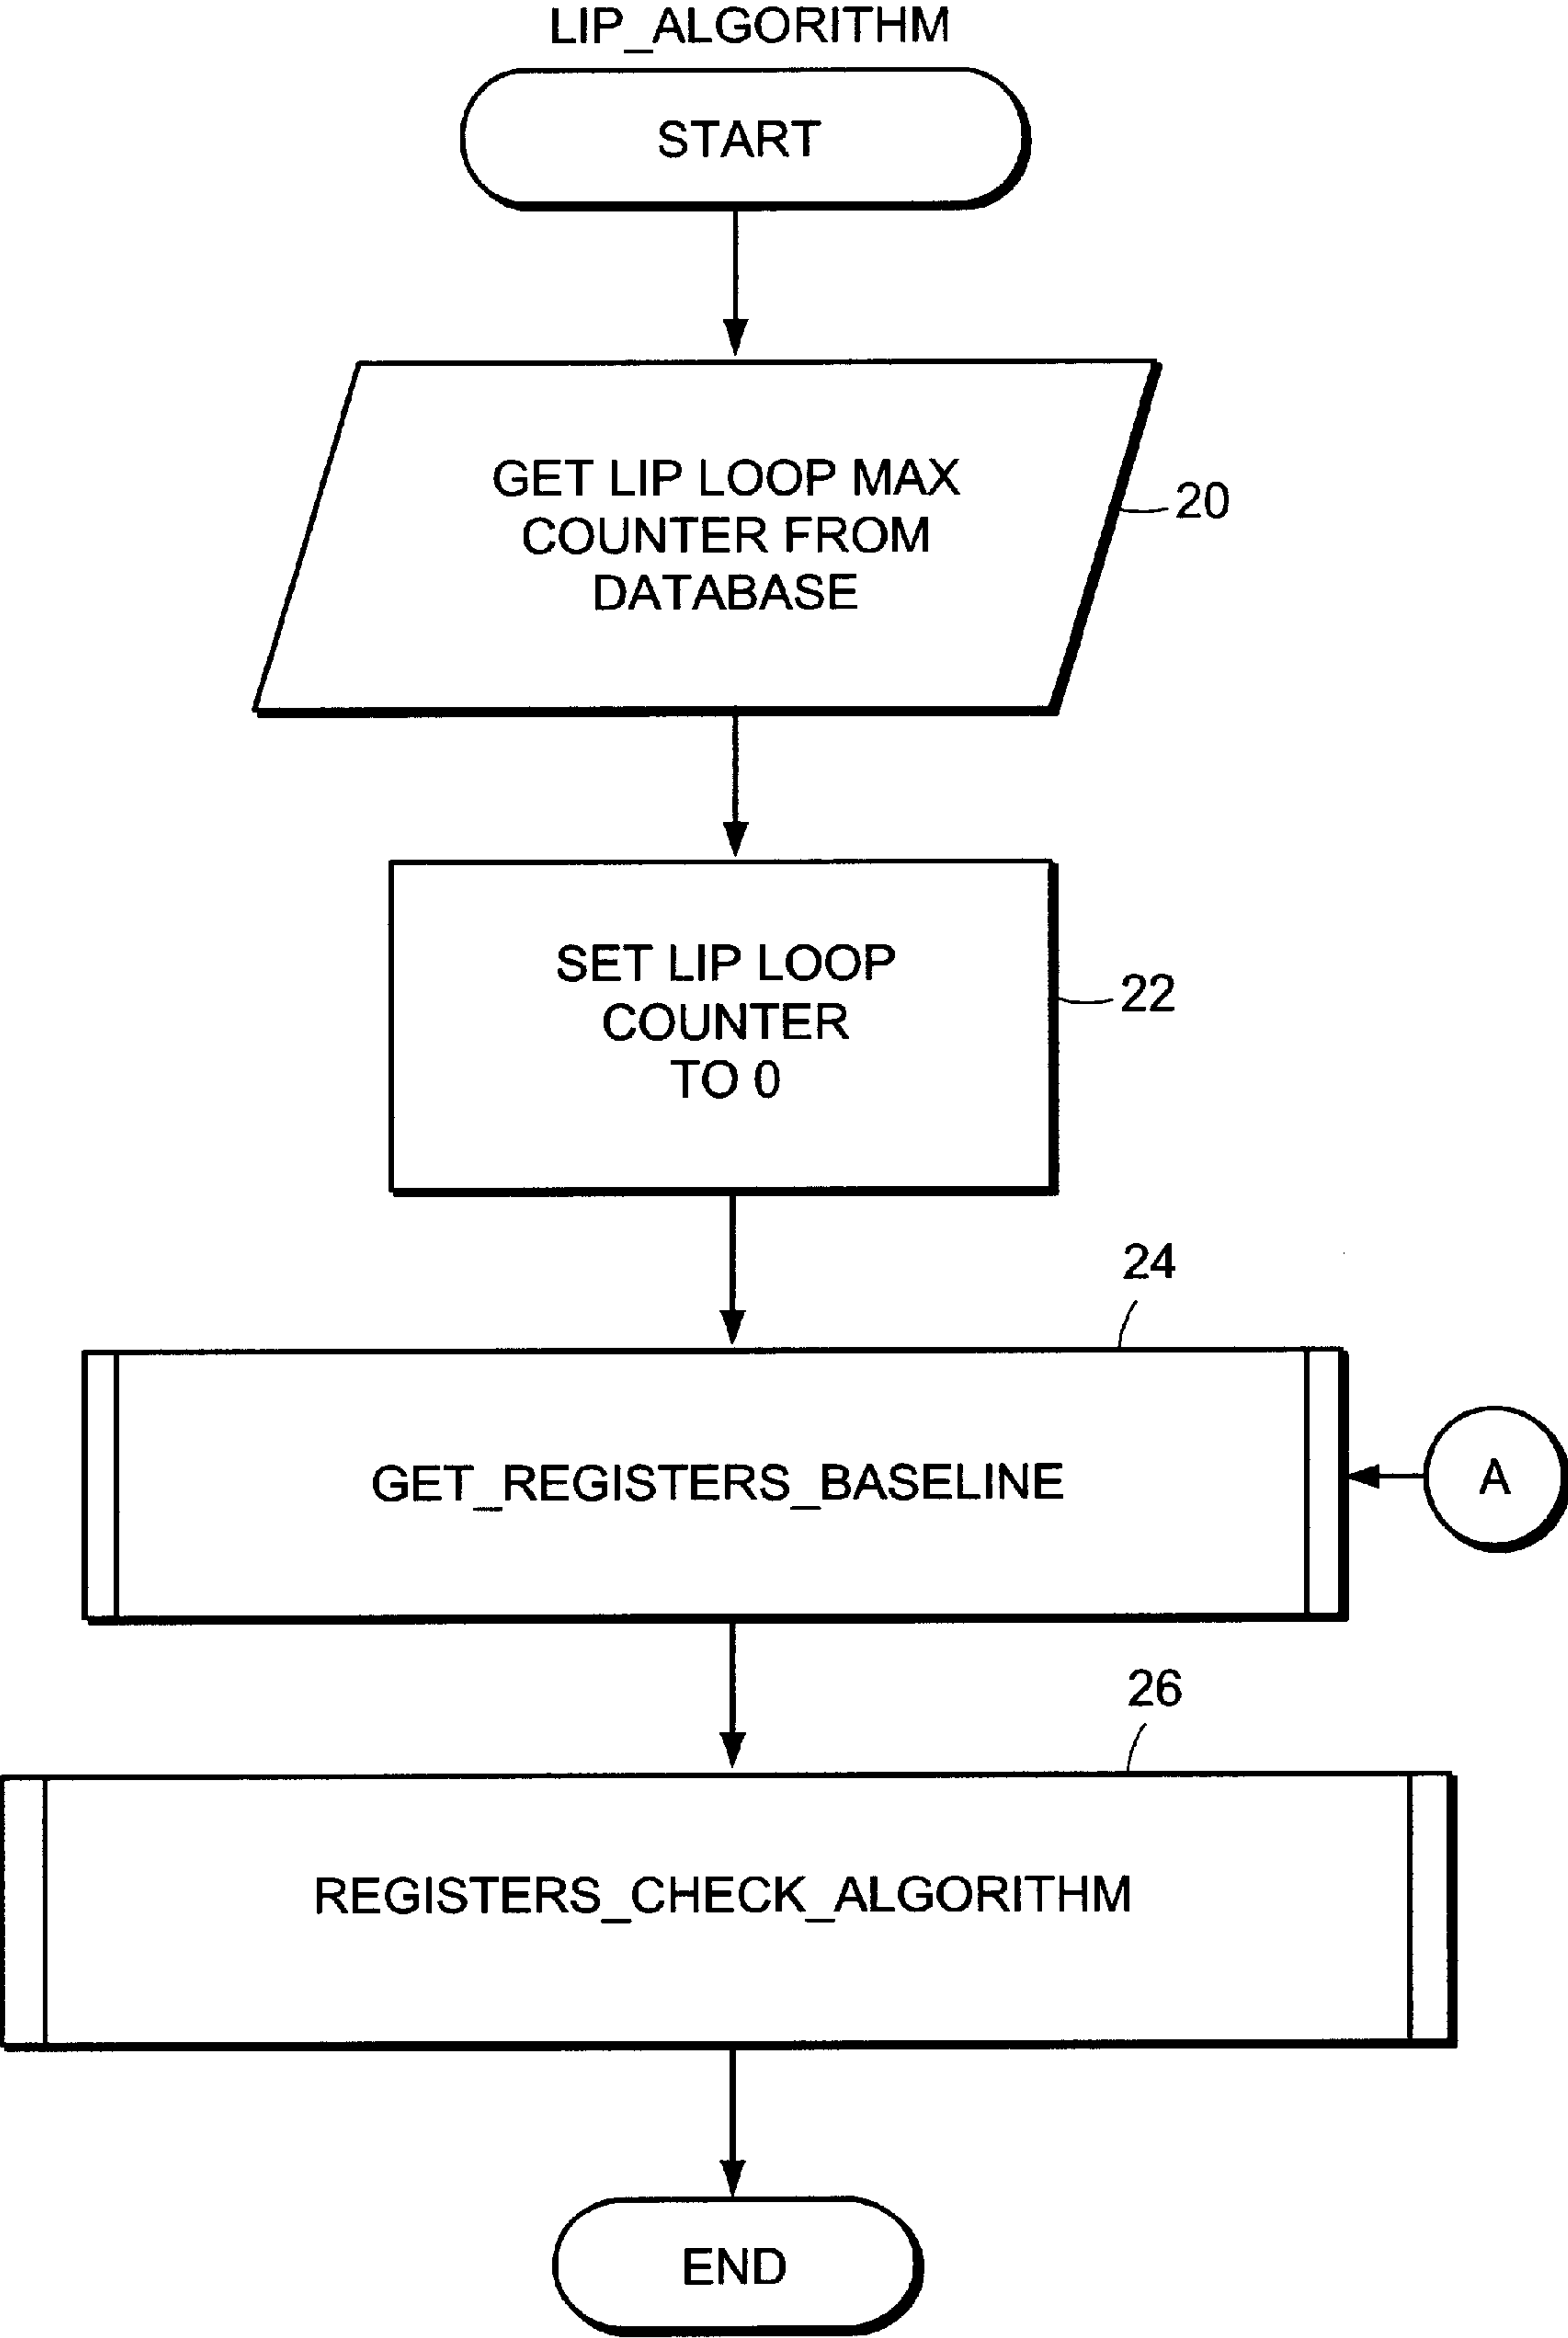 LIP_ALGORITHM
START
GET LIP LOOP MAX
COUNTER FROM
DATABASE
20
SET LIP LOOP
COUNTER
TO 0
22
24
GET_REGISTERS_BASELINE
A
26
REGISTERS_CHECK_ALGORITHM
END